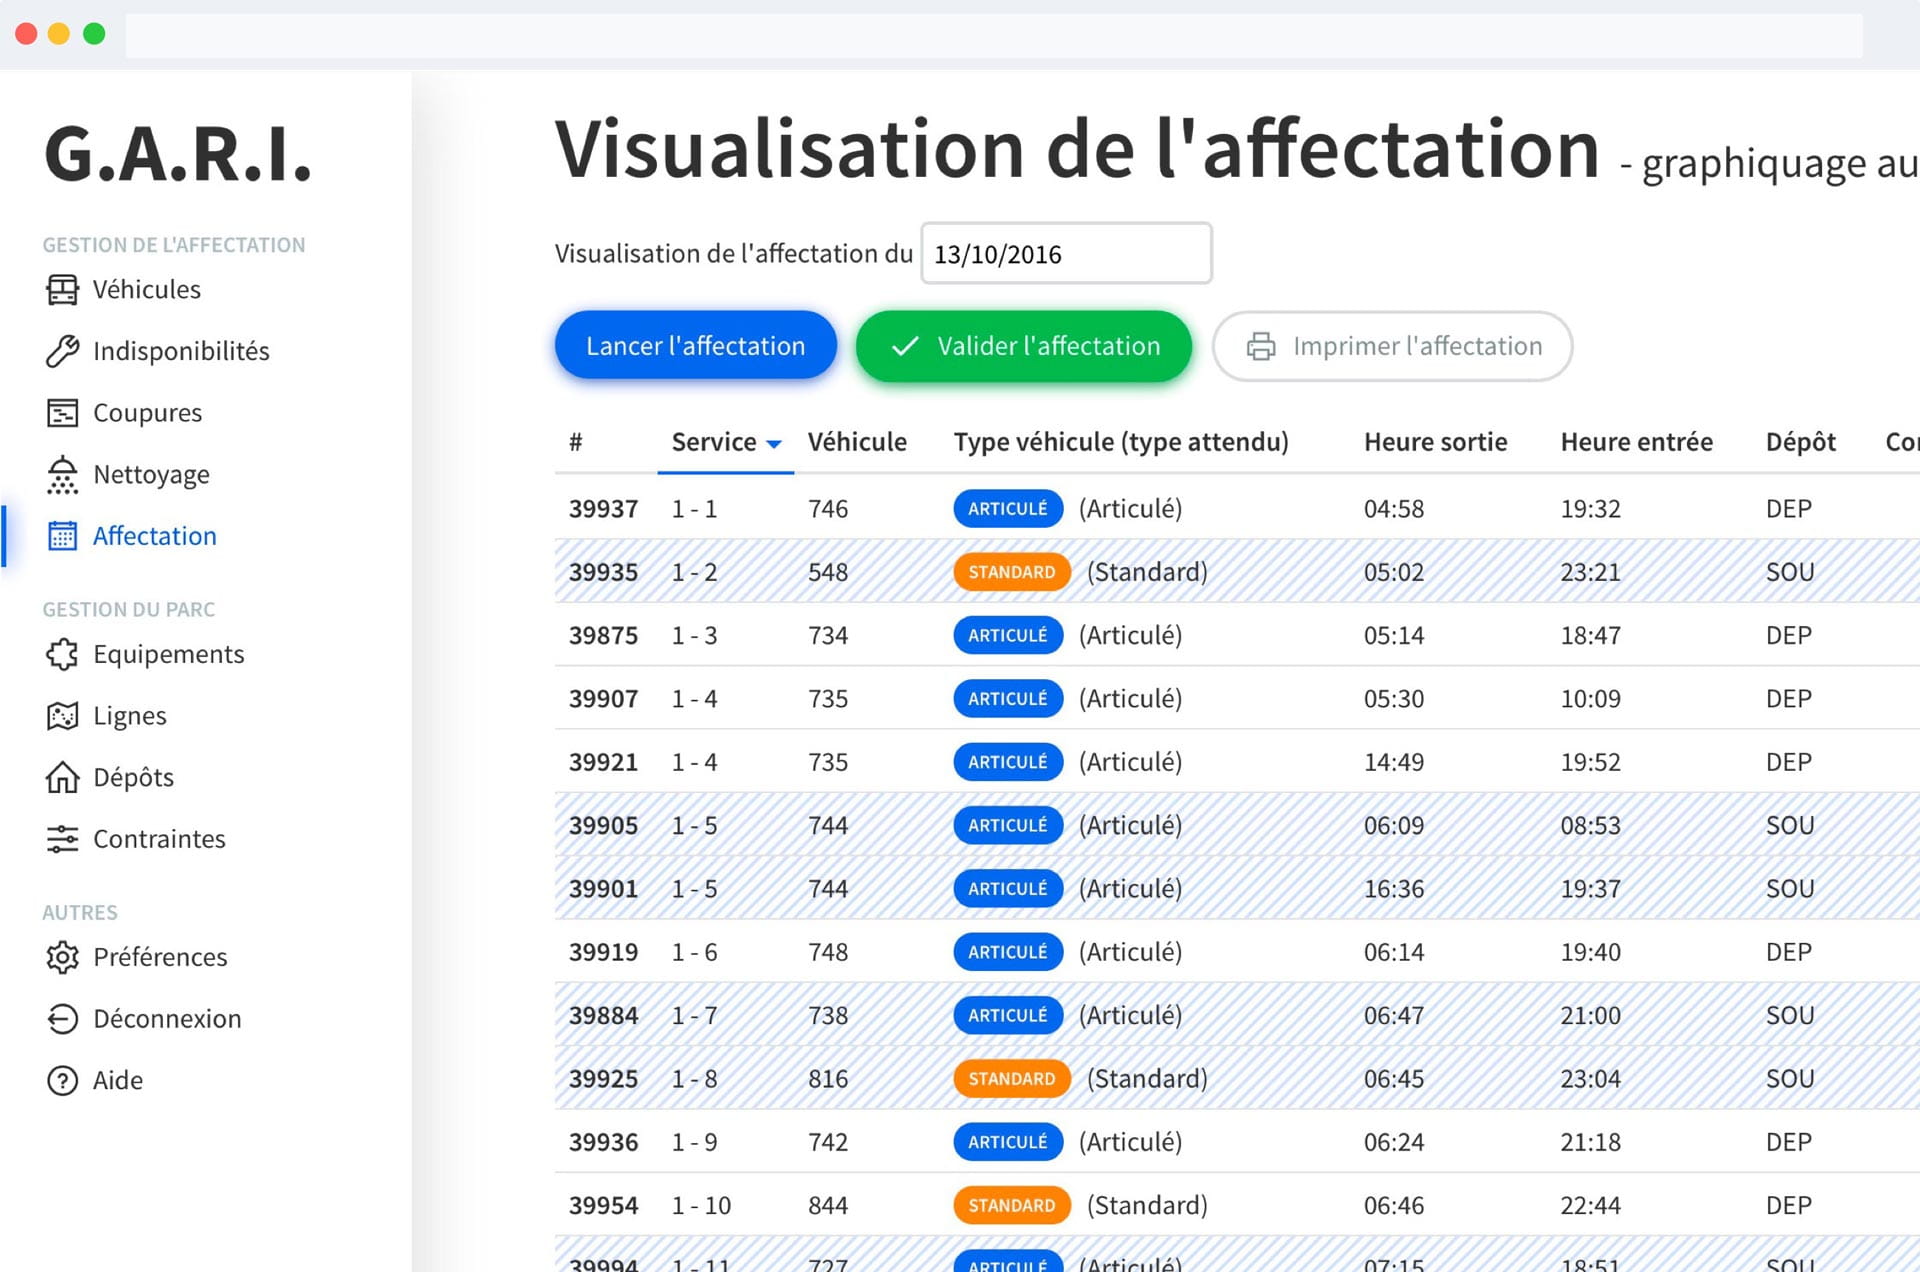 G.A.R.I.
GESTION DE L'AFFECTATION
Véhicules
Indisponibilités
Coupures
Nettoyage
Affectation
GESTION DU PARC
Equipements
Lignes
Dépôts
Contraintes
AUTRES
Préférences
Déconnexion
Aide
Visualisation de l'affectation - graphiquage au
Visualisation de l'affectation du 13/10/2016
Lancer l'affectation Valider l'affectation Imprimer l'affectation
# Service Véhicule Type véhicule (type attendu) Heure sortie Heure entrée Dépôt
39937 1 - 1 746 ARTICULÉ (Articulé) 04:58 19:32 DEP
39935 1 - 2 548 STANDARD (Standard) 05:02 23:21 SOU
39875 1 - 3 734 ARTICULÉ (Articulé) 05:14 18:47 DEP
39907 1 - 4 735 ARTICULÉ (Articulé) 05:30 10:09 DEP
39921 1 - 4 735 ARTICULÉ (Articulé) 14:49 19:52 DEP
39905 1 - 5 744 ARTICULÉ (Articulé) 06:09 08:53 SOU
39901 1 - 5 744 ARTICULÉ (Articulé) 16:36 19:37 SOU
39919 1 - 6 748 ARTICULÉ (Articulé) 06:14 19:40 DEP
39884 1 - 7 738 ARTICULÉ (Articulé) 06:47 21:00 SOU
39925 1 - 8 816 STANDARD (Standard) 06:45 23:04 SOU
39936 1 - 9 742 ARTICULÉ (Articulé) 06:24 21:18 DEP
39954 1 - 10 844 STANDARD (Standard) 06:46 22:44 DEP
39994 1 - 11 727 ARTICULÉ (Articulé) 07:15 18:51 SOU